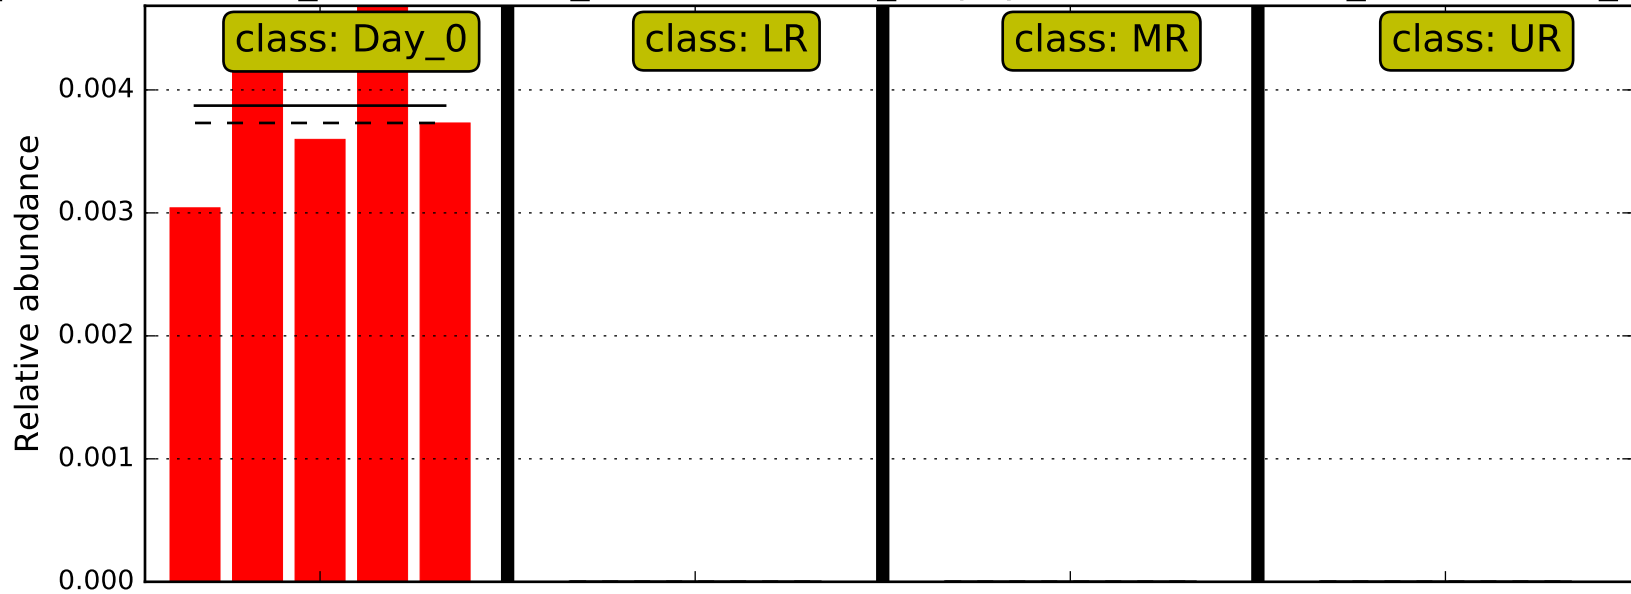 class: Day_0
class: LR
class: MR
class: UR
Relative abundance
0.004
0.003
0.002
0.001
0.000